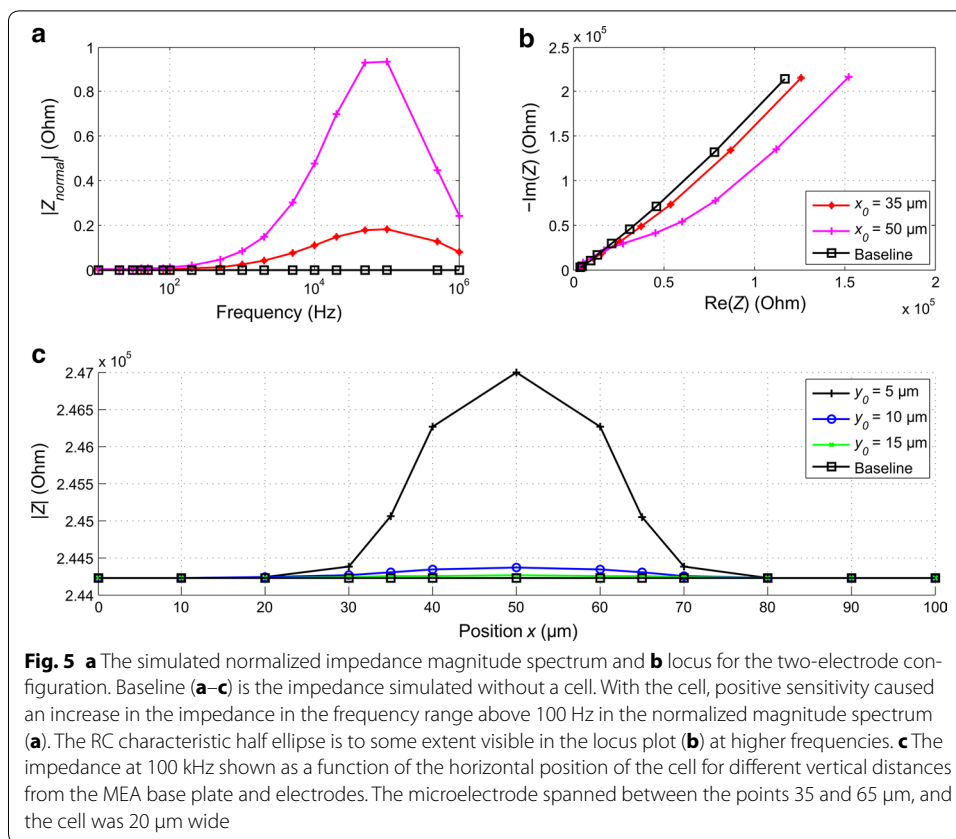 a
|Z_normal| (Ohm)
1
0.8
0.6
0.4
0.2
0
10^2
10^4
10^6
Frequency (Hz)
b
x 10^5
−Im(Z) (Ohm)
2.5
2
1.5
1
0.5
0
0
0.5
1
1.5
2
x 10^5
Re(Z) (Ohm)
x_0 = 35 µm
x_0 = 50 µm
Baseline
c
x 10^5
|Z| (Ohm)
2.47
2.465
2.46
2.455
2.45
2.445
2.44
0
10
20
30
40
50
60
70
80
90
100
Position x (µm)
y_0 = 5 µm
y_0 = 10 µm
y_0 = 15 µm
Baseline
Fig. 5 a The simulated normalized impedance magnitude spectrum and b locus for the two-electrode con-
figuration. Baseline (a–c) is the impedance simulated without a cell. With the cell, positive sensitivity caused
an increase in the impedance in the frequency range above 100 Hz in the normalized magnitude spectrum
(a). The RC characteristic half ellipse is to some extent visible in the locus plot (b) at higher frequencies. c The
impedance at 100 kHz shown as a function of the horizontal position of the cell for different vertical distances
from the MEA base plate and electrodes. The microelectrode spanned between the points 35 and 65 µm, and
the cell was 20 µm wide